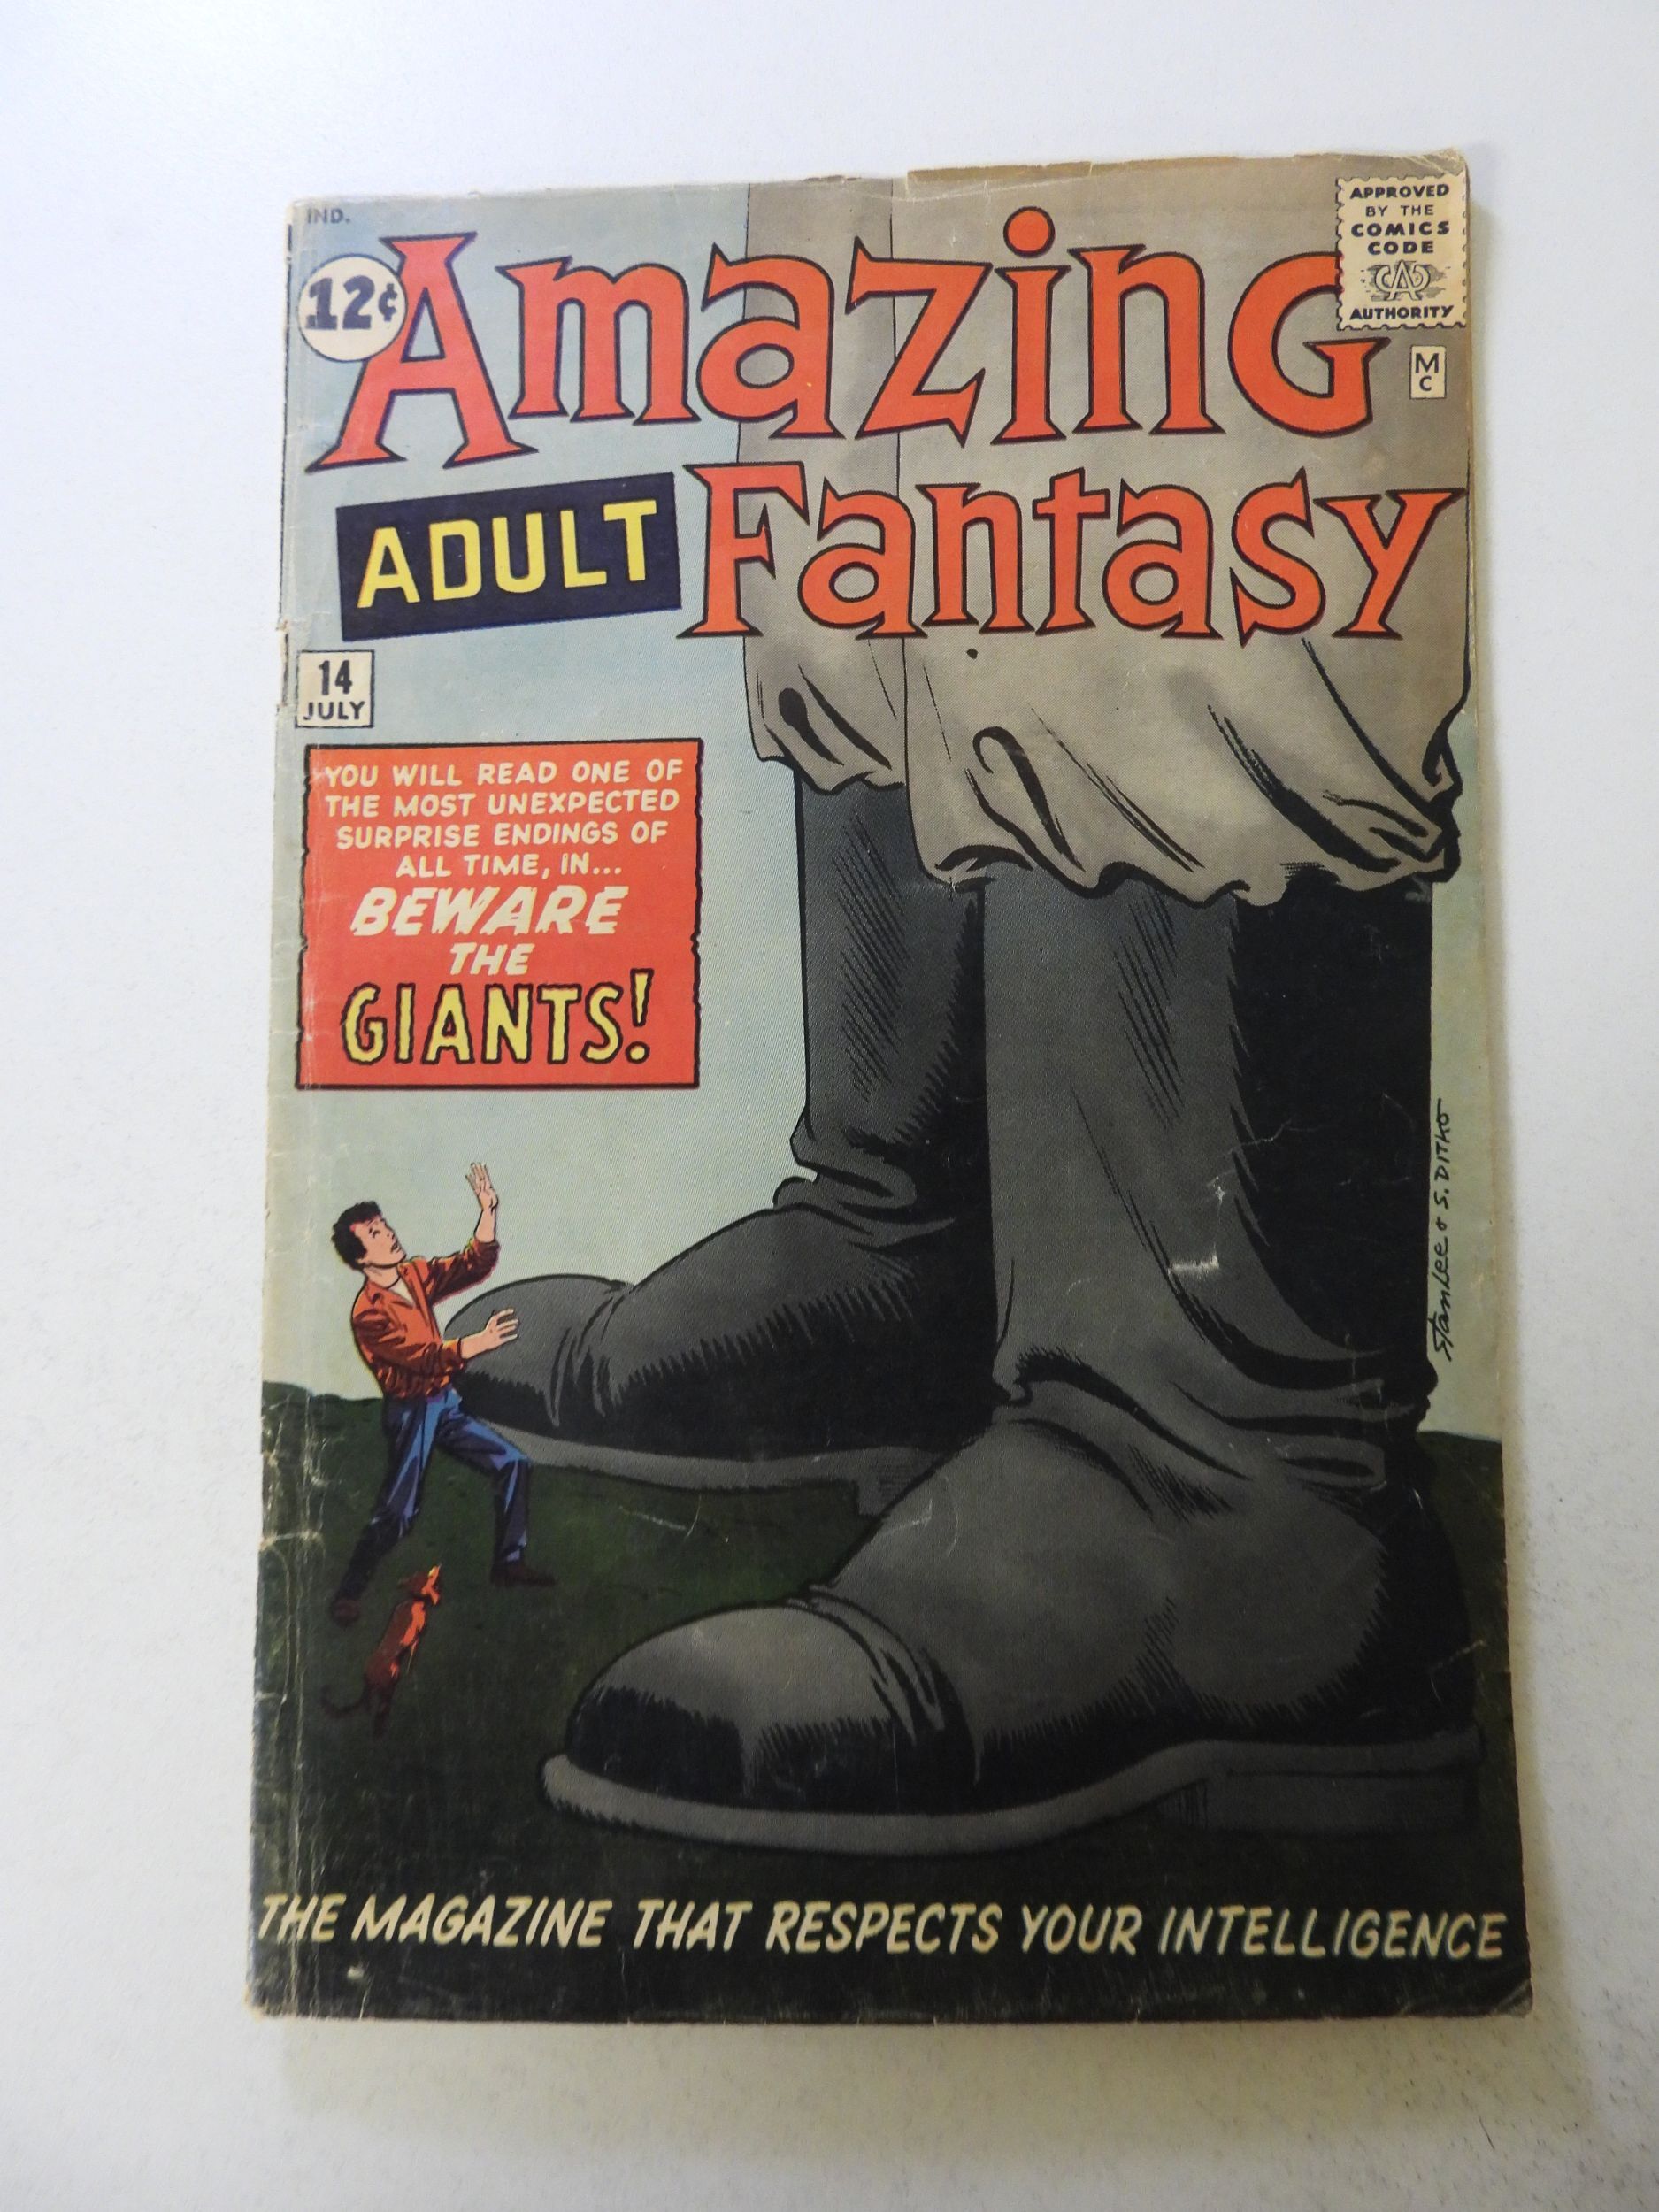 IND.
APPROVED
BY THE
COMICS
CODE
CA
AUTHORITY
12¢
Amazing
M
C
ADULT Fantasy
14
JULY
YOU WILL READ ONE OF
THE MOST UNEXPECTED
SURPRISE ENDINGS OF
ALL TIME, IN...
BEWARE
THE
GIANTS!
Stan Lee & S. DITKO
THE MAGAZINE THAT RESPECTS YOUR INTELLIGENCE